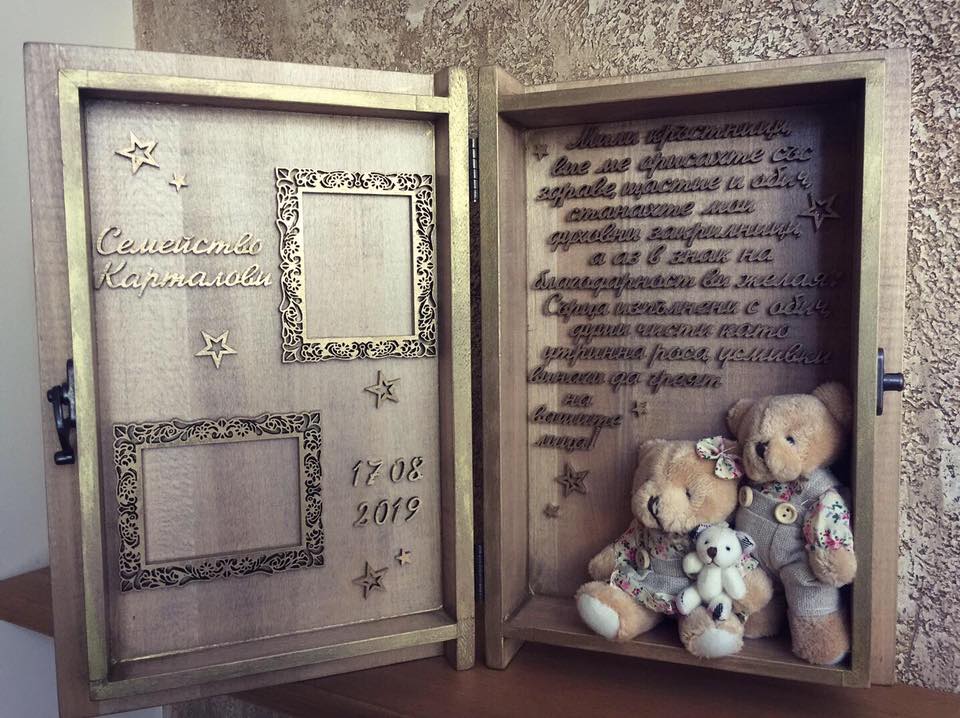 Семейство
Карталови
17 08
2019
Мили кръстници,
вие ме орисахте със
здраве, щастие и обич,
станахте мои
духовни закрилници,
а аз в знак на
благодарност ви желая:
Сърца изпълнени с обич,
души чисти като
утринна роса усмивки
винаги да греят
на
вашите
лица!